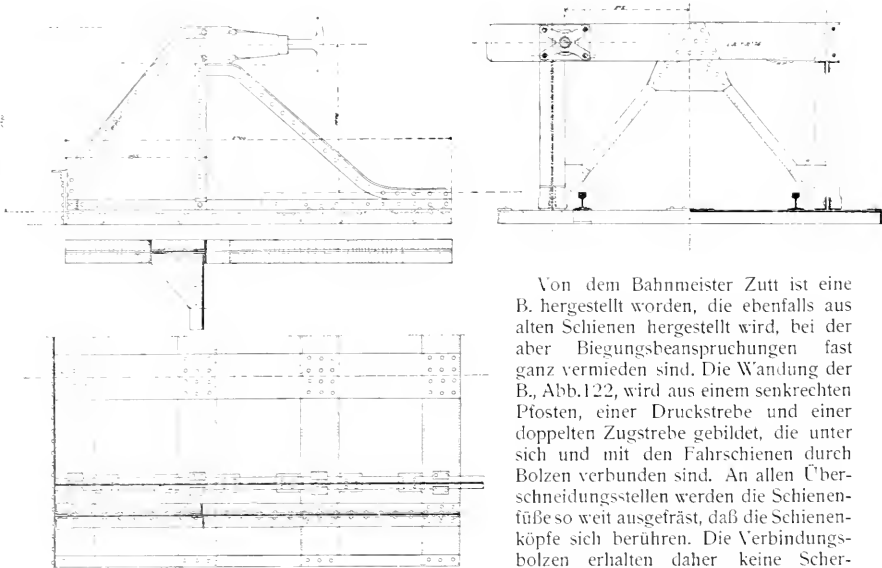 Von dem Bahnmeister Zutt ist eine
B. hergestellt worden, die ebenfalls aus
alten Schienen hergestellt wird, bei der
aber Biegungsbeanspruchungen fast
ganz vermieden sind. Die Wandung der
B., Abb. 122, wird aus einem senkrechten
Pfosten, einer Druckstrebe und einer
doppelten Zugstrebe gebildet, die unter
sich und mit den Fahrschienen durch
Bolzen verbunden sind. An allen Über-
schneidungsstellen werden die Schienen-
füße so weit ausgefräst, daß die Schienen-
köpfe sich berühren. Die Verbindungs-
bolzen erhalten daher keine Scher-